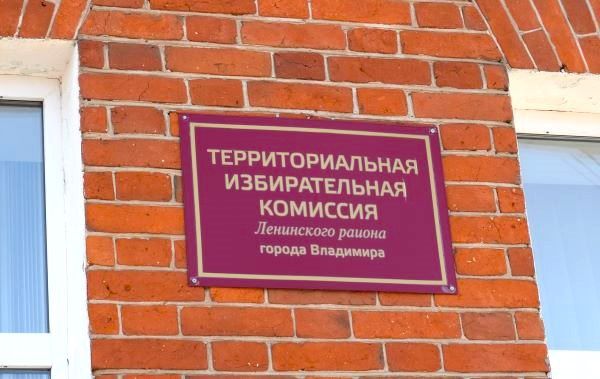 ТЕРРИТОРИАЛЬНАЯ
ИЗБИРАТЕЛЬНАЯ
КОМИССИЯ
Ленинского района
города Владимира